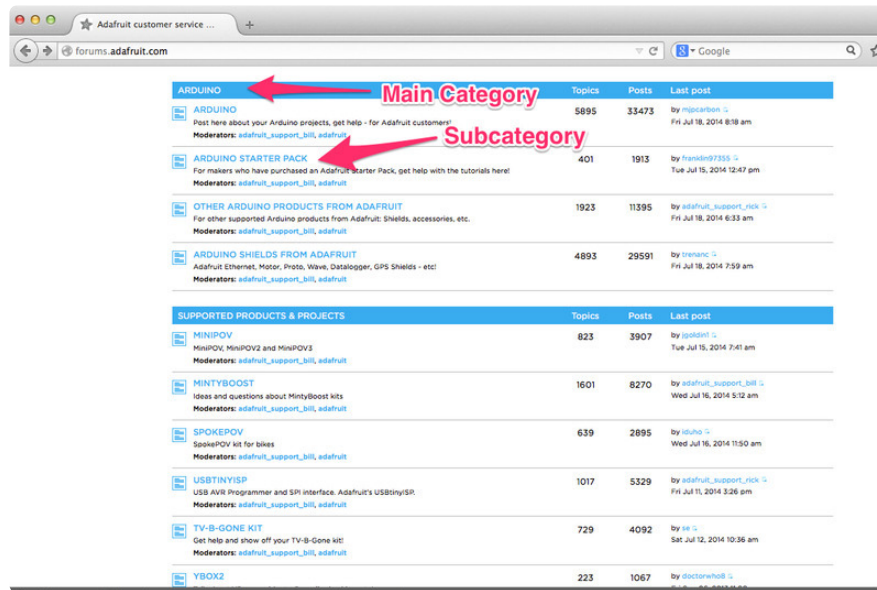 Adafruit customer service ...
forums.adafruit.com
Google
ARDUINO Topics Posts Last post
Main Category
ARDUINO 5895 33473 by mjpcarbon
Post here about your Arduino projects, get help - for Adafruit customers! Fri Jul 18, 2014 8:18 am
Moderators: adafruit_support_bill, adafruit
Subcategory
ARDUINO STARTER PACK 401 1913 by franklin97355
For makers who have purchased an Adafruit Starter Pack, get help with the tutorials here! Tue Jul 15, 2014 12:47 pm
Moderators: adafruit_support_bill, adafruit
OTHER ARDUINO PRODUCTS FROM ADAFRUIT 1923 11395 by adafruit_support_rick
For other supported Arduino products from Adafruit: Shields, accessories, etc. Fri Jul 18, 2014 6:33 am
Moderators: adafruit_support_bill, adafruit
ARDUINO SHIELDS FROM ADAFRUIT 4893 29591 by trenanc
Adafruit Ethernet, Motor, Proto, Wave, Datalogger, GPS Shields - etc! Fri Jul 18, 2014 7:59 am
Moderators: adafruit_support_bill, adafruit
SUPPORTED PRODUCTS & PROJECTS Topics Posts Last post
MINIPOV 823 3907 by jgoldin1
MiniPOV, MiniPOV2 and MiniPOV3 Tue Jul 15, 2014 7:41 am
Moderators: adafruit_support_bill, adafruit
MINTYBOOST 1601 8270 by adafruit_support_bill
Ideas and questions about MintyBoost kits Wed Jul 16, 2014 5:12 am
Moderators: adafruit_support_bill, adafruit
SPOKEPOV 639 2895 by iduho
SpokePOV kit for bikes Wed Jul 16, 2014 11:50 am
Moderators: adafruit_support_bill, adafruit
USBTINYISP 1017 5329 by adafruit_support_rick
USB AVR Programmer and SPI interface. Adafruit's USBtinyISP. Fri Jul 11, 2014 3:26 pm
Moderators: adafruit_support_bill, adafruit
TV-B-GONE KIT 729 4092 by se
Get help and show off your TV-B-Gone kit! Sat Jul 12, 2014 10:36 am
Moderators: adafruit_support_bill, adafruit
YBOX2 223 1067 by doctorwho8